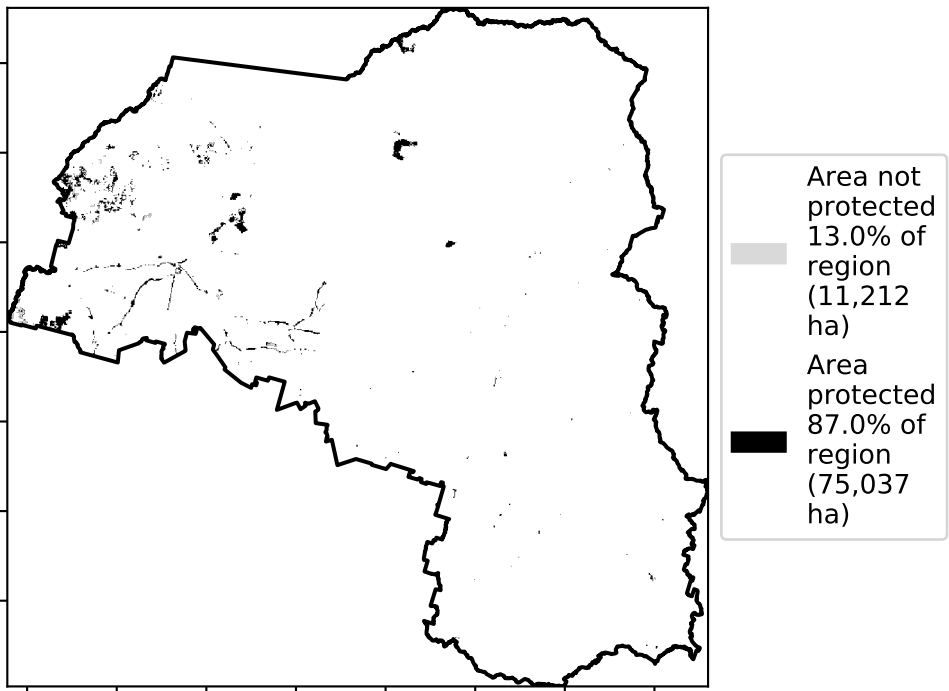 Area not
protected
13.0% of
region
(11,212
ha)
Area
protected
87.0% of
region
(75,037
ha)